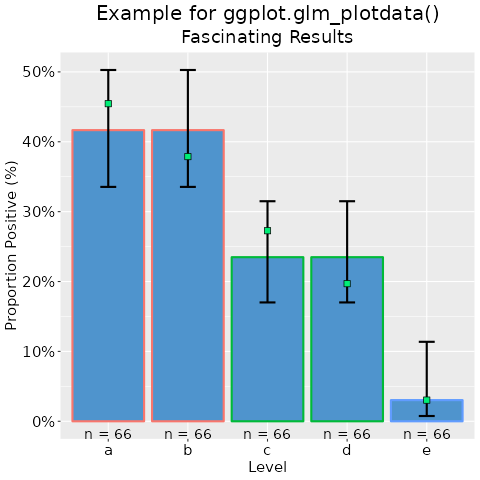 Example for ggplot.glm_plotdata()
Fascinating Results
Proportion Positive (%)
50%
40%
30%
20%
10%
0%
n = 66 n = 66 n = 66 n = 66 n = 66
a b c d e
Level